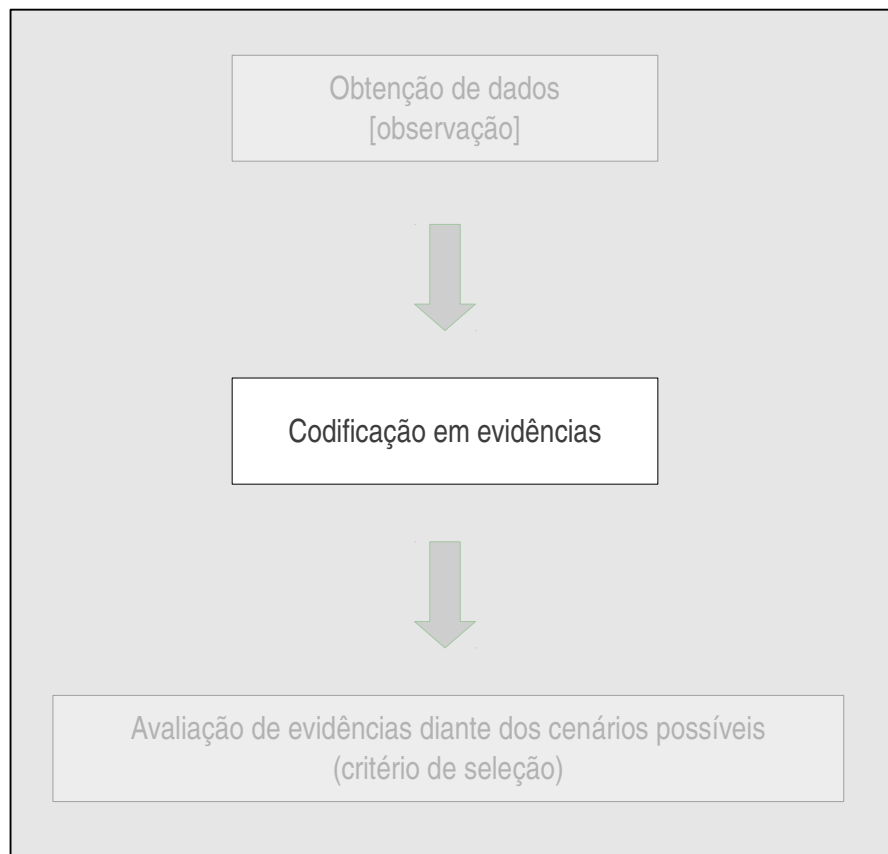 Obtenção de dados
[observação]
Codificação em evidências
Avaliação de evidências diante dos cenários possíveis
(critério de seleção)